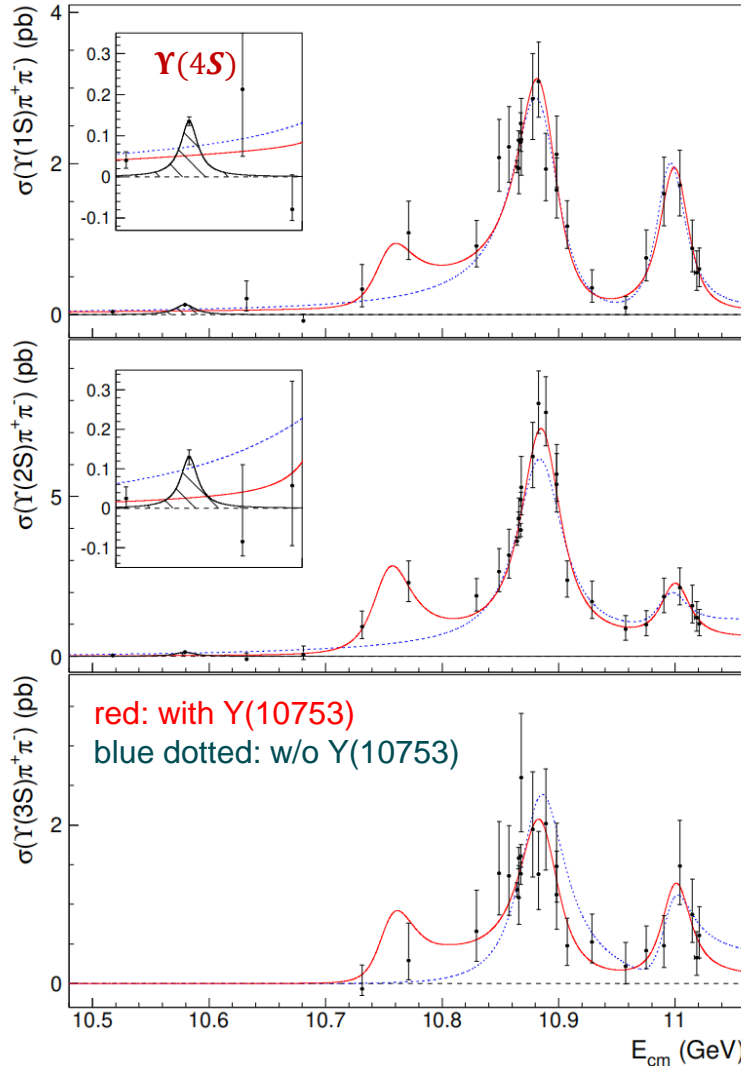 σ(ϒ(1S)π⁺π⁻) (pb)
4
2
0
0.3
0.2
0.1
0
-0.1
ϒ(4S)
σ(ϒ(2S)π⁺π⁻) (pb)
5
0
0.3
0.2
0.1
0
-0.1
σ(ϒ(3S)π⁺π⁻) (pb)
2
0
red: with Y(10753)
blue dotted: w/o Y(10753)
10.5 10.6 10.7 10.8 10.9 11
E_cm (GeV)